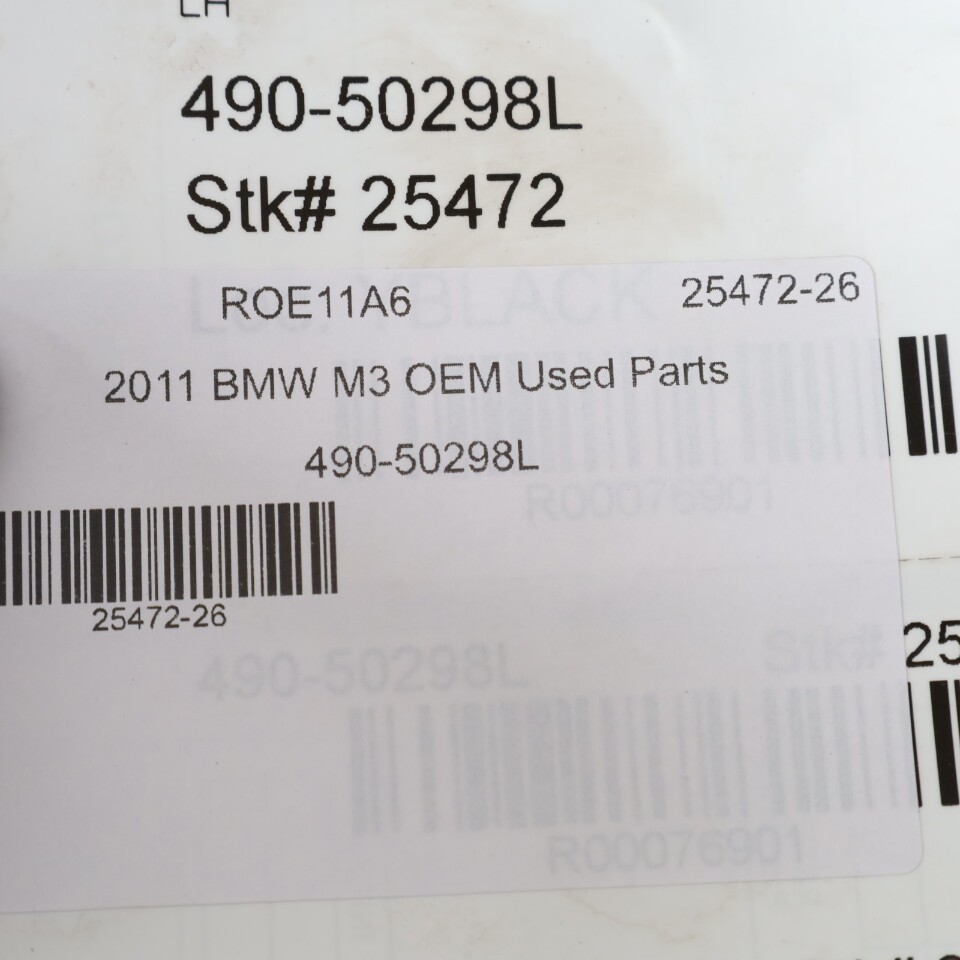 LH
490-50298L
Stk# 25472
ROE11A6 25472-26
BLACK
2011 BMW M3 OEM Used Parts
490-50298L
R00076901
25472-26
490-50298L Stk# 25
R00076901